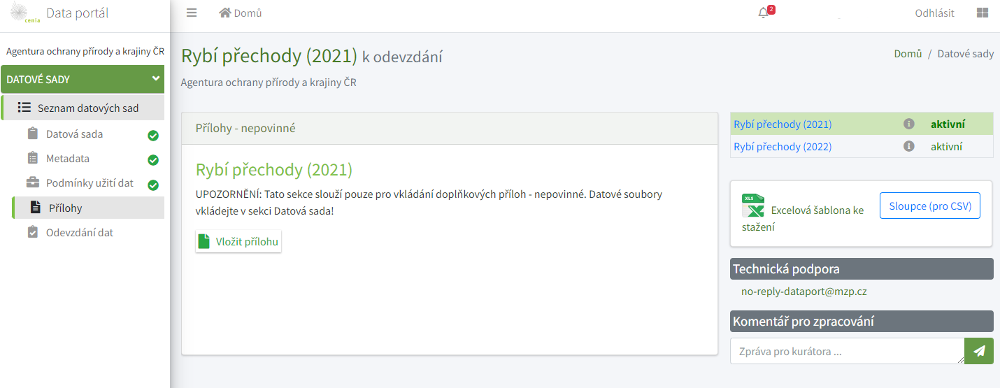 cenia
Data portál
Domů
2
Odhlásit
Agentura ochrany přírody a krajiny ČR
DATOVÉ SADY
Seznam datových sad
Datová sada
Metadata
Podmínky užití dat
Přílohy
Odevzdání dat
Rybí přechody (2021) k odevzdání
Domů / Datové sady
Agentura ochrany přírody a krajiny ČR
Přílohy - nepovinné
Rybí přechody (2021)
UPOZORNĚNÍ: Tato sekce slouží pouze pro vkládání doplňkových příloh - nepovinné. Datové soubory
vkládejte v sekci Datová sada!
Vložit přílohu
Rybí přechody (2021) aktivní
Rybí přechody (2022) aktivní
XLS
Excelová šablona ke
stažení
Sloupce (pro CSV)
Technická podpora
no-reply-dataport@mzp.cz
Komentář pro zpracování
Zpráva pro kurátora ...